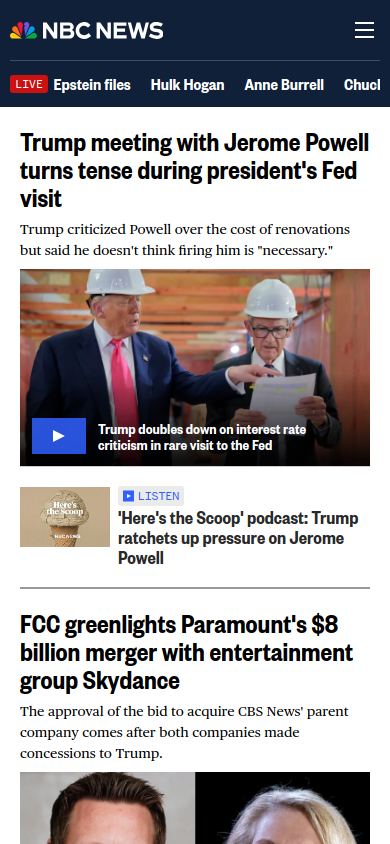 NBC NEWS
LIVE Epstein files Hulk Hogan Anne Burrell Chucl
Trump meeting with Jerome Powell
turns tense during president's Fed
visit
Trump criticized Powell over the cost of renovations
but said he doesn't think firing him is "necessary."
Trump doubles down on interest rate
criticism in rare visit to the Fed
Here's
the Scoop
NBC NEWS
LISTEN
'Here's the Scoop' podcast: Trump
ratchets up pressure on Jerome
Powell
FCC greenlights Paramount's $8
billion merger with entertainment
group Skydance
The approval of the bid to acquire CBS News' parent
company comes after both companies made
concessions to Trump.